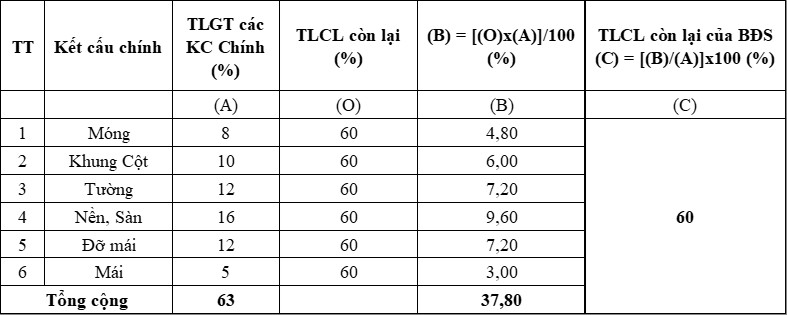 TT Kết cấu chính TLGT các KC Chính (%) TLCL còn lại (%) (B) = [(O)x(A)]/100 (%) TLCL còn lại của BĐS (C) = [(B)/(A)]x100 (%)
(A) (O) (B) (C)
1 Móng 8 60 4,80
2 Khung Cột 10 60 6,00
3 Tường 12 60 7,20
4 Nền, Sàn 16 60 9,60 60
5 Đỡ mái 12 60 7,20
6 Mái 5 60 3,00
Tổng cộng 63 37,80